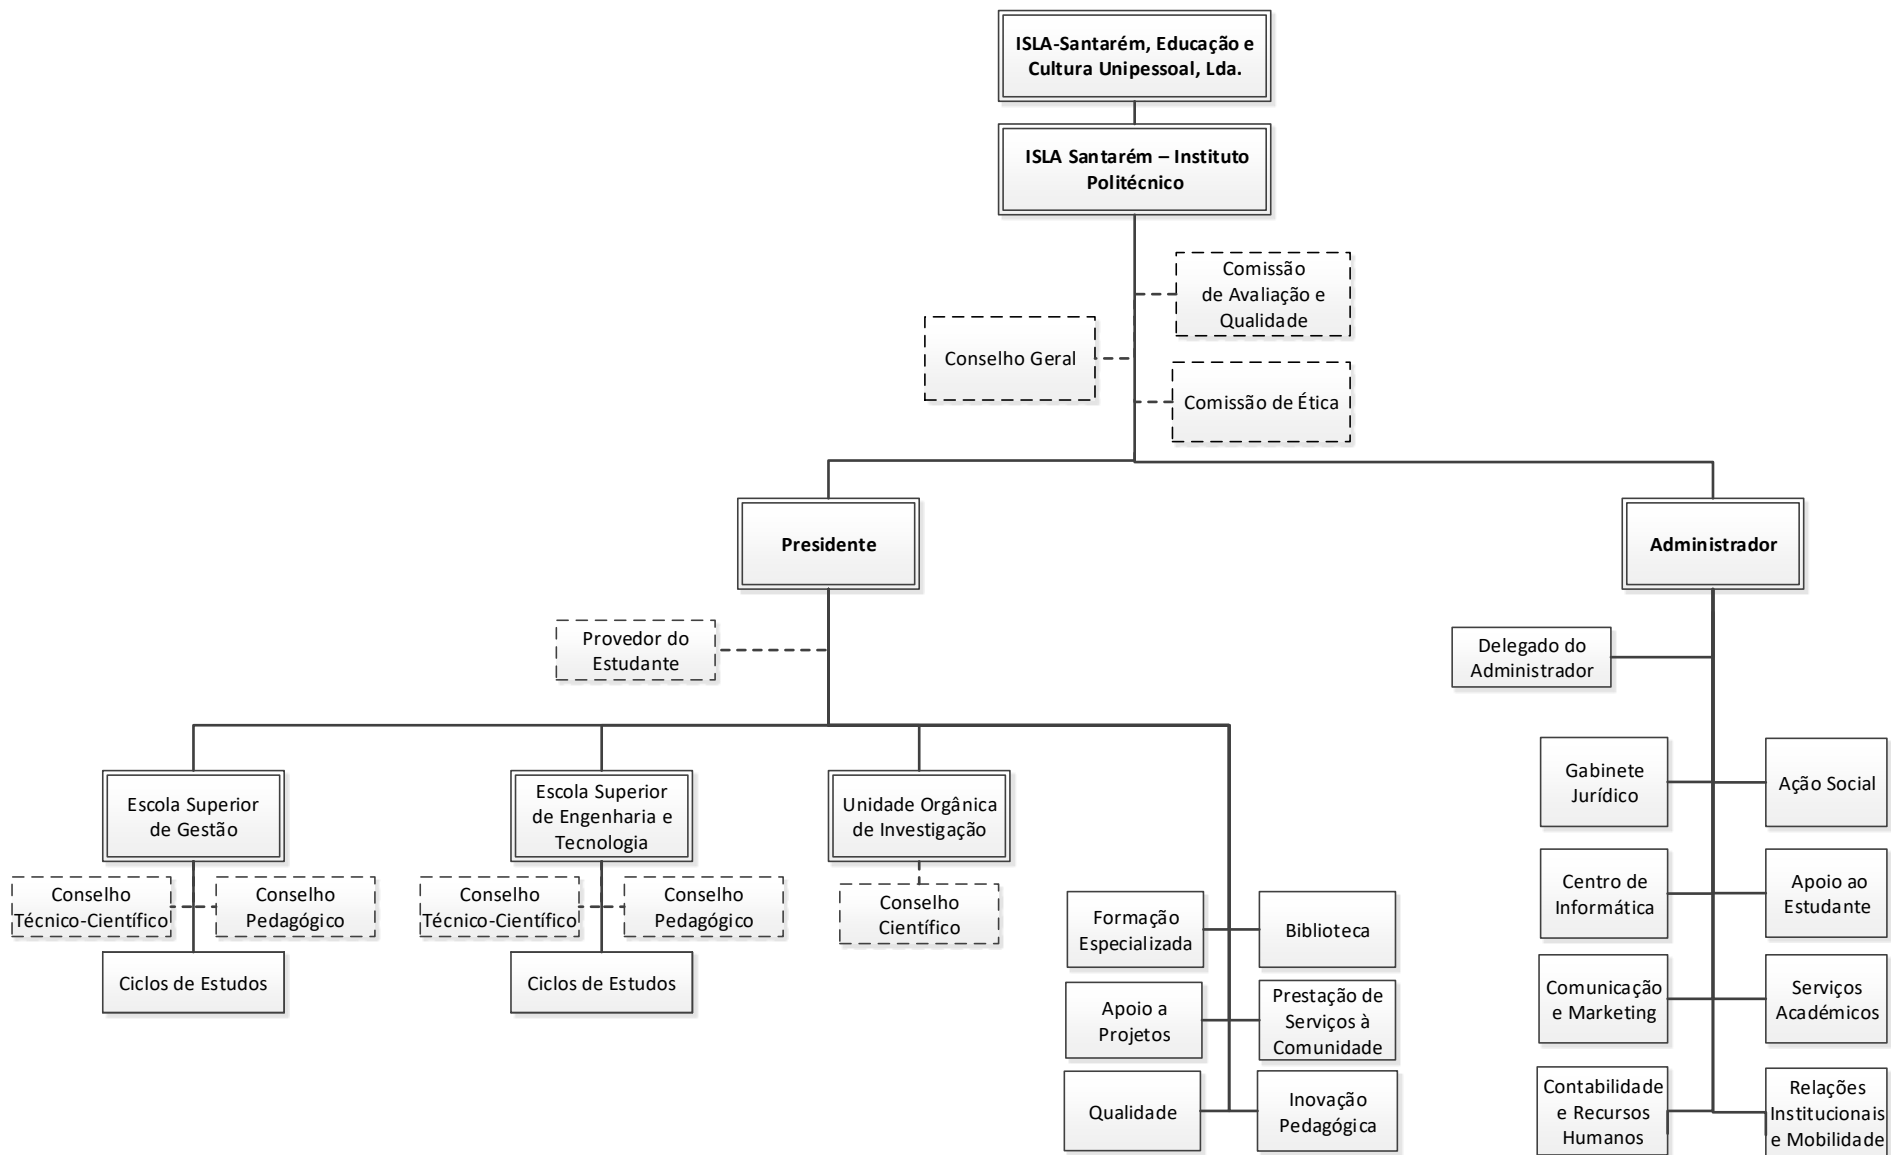 ISLA-Santarém, Educação e
Cultura Unipessoal, Lda.
ISLA Santarém – Instituto
Politécnico
Comissão
de Avaliação e
Qualidade
Conselho Geral
Comissão de Ética
Presidente
Administrador
Provedor do
Estudante
Delegado do
Administrador
Escola Superior
de Gestão
Escola Superior
de Engenharia e
Tecnologia
Unidade Orgânica
de Investigação
Conselho
Técnico-Científico
Conselho
Pedagógico
Ciclos de Estudos
Conselho
Técnico-Científico
Conselho
Pedagógico
Ciclos de Estudos
Conselho
Científico
Formação
Especializada
Biblioteca
Apoio a
Projetos
Prestação de
Serviços à
Comunidade
Qualidade
Inovação
Pedagógica
Gabinete
Jurídico
Ação Social
Centro de
Informática
Apoio ao
Estudante
Comunicação
e Marketing
Serviços
Académicos
Contabilidade
e Recursos
Humanos
Relações
Institucionais
e Mobilidade